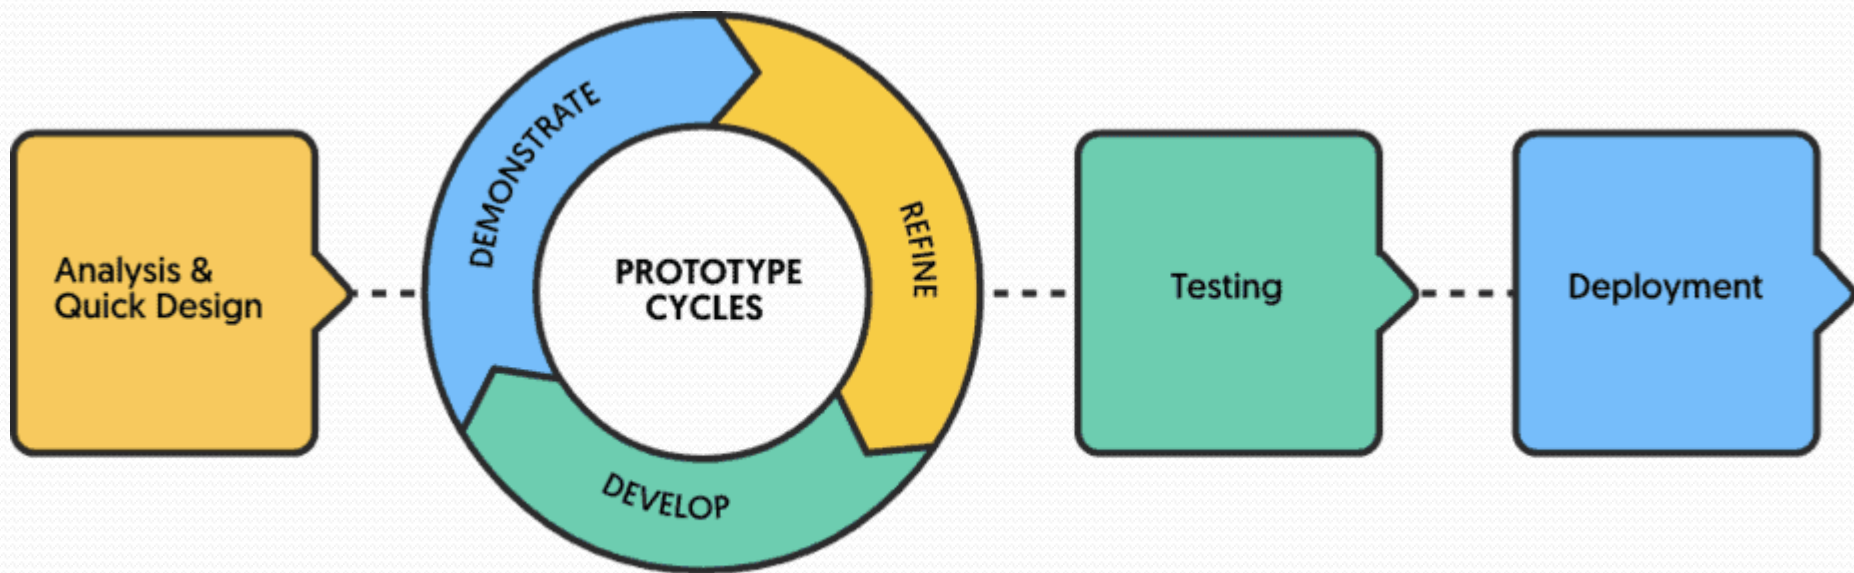 Analysis &
Quick Design
DEMONSTRATE
REFINE
DEVELOP
PROTOTYPE
CYCLES
Testing
Deployment